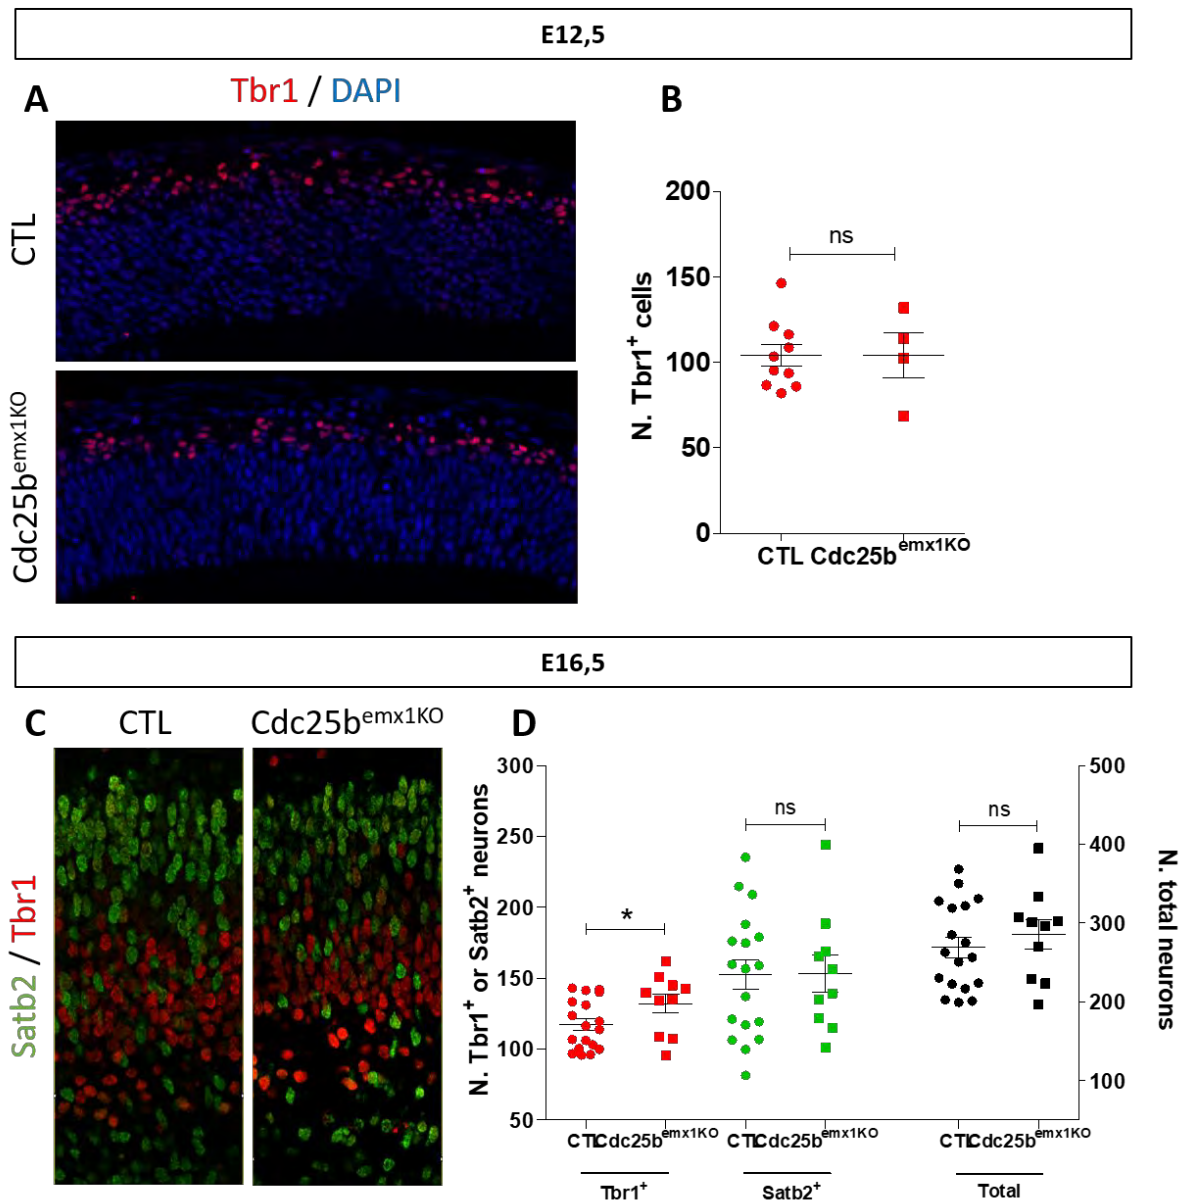 E12,5
A
Tbr1 / DAPI
CTL
Cdc25bemx1KO
B
N. Tbr1+ cells
200
150
100
50
0
ns
CTL Cdc25bemx1KO
E16,5
C
CTL
Cdc25bemx1KO
Satb2 / Tbr1
D
N. Tbr1+ or Satb2+ neurons
300
250
200
150
100
50
*
ns
ns
500
400
300
200
100
N. total neurons
CTL Cdc25bemx1KO
CTL Cdc25bemx1KO
CTL Cdc25bemx1KO
Tbr1+
Satb2+
Total